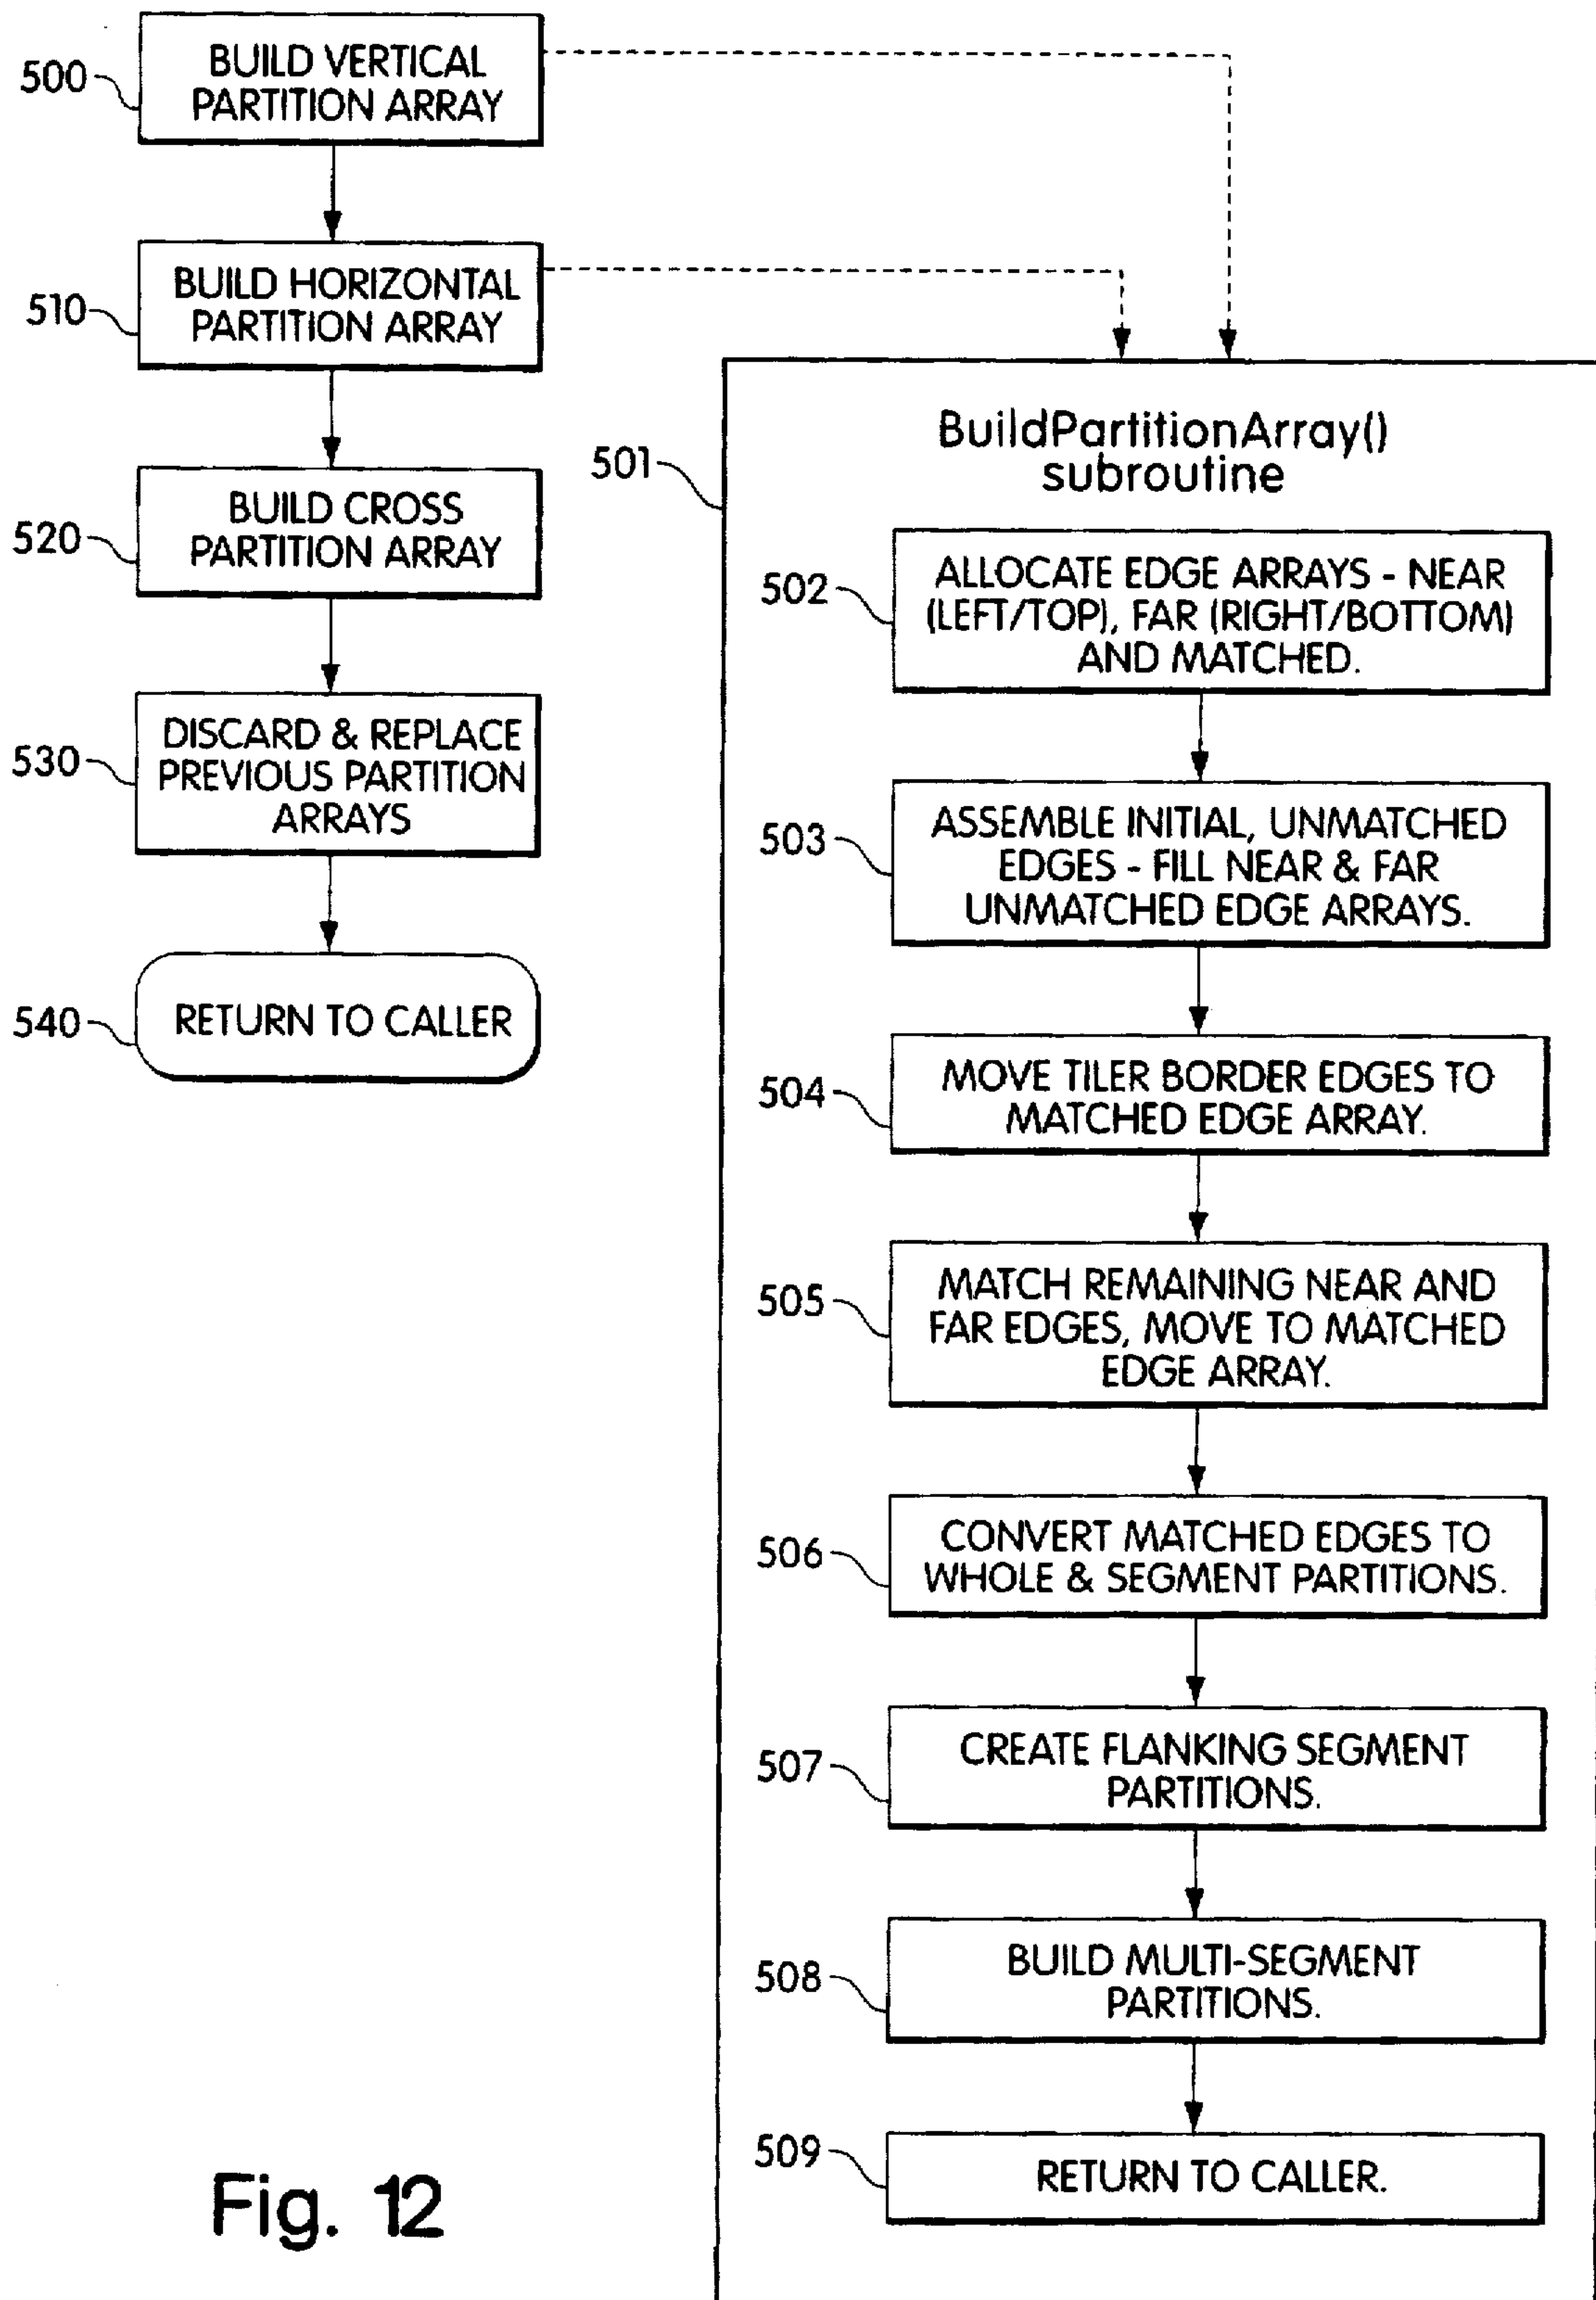 500
BUILD VERTICAL
PARTITION ARRAY
510
BUILD HORIZONTAL
PARTITION ARRAY
520
BUILD CROSS
PARTITION ARRAY
530
DISCARD & REPLACE
PREVIOUS PARTITION
ARRAYS
540
RETURN TO CALLER
501
BuildPartitionArray()
subroutine
502
ALLOCATE EDGE ARRAYS - NEAR
(LEFT/TOP), FAR (RIGHT/BOTTOM)
AND MATCHED.
503
ASSEMBLE INITIAL, UNMATCHED
EDGES - FILL NEAR & FAR
UNMATCHED EDGE ARRAYS.
504
MOVE TILER BORDER EDGES TO
MATCHED EDGE ARRAY.
505
MATCH REMAINING NEAR AND
FAR EDGES, MOVE TO MATCHED
EDGE ARRAY.
506
CONVERT MATCHED EDGES TO
WHOLE & SEGMENT PARTITIONS.
507
CREATE FLANKING SEGMENT
PARTITIONS.
508
BUILD MULTI-SEGMENT
PARTITIONS.
509
RETURN TO CALLER.
Fig. 12